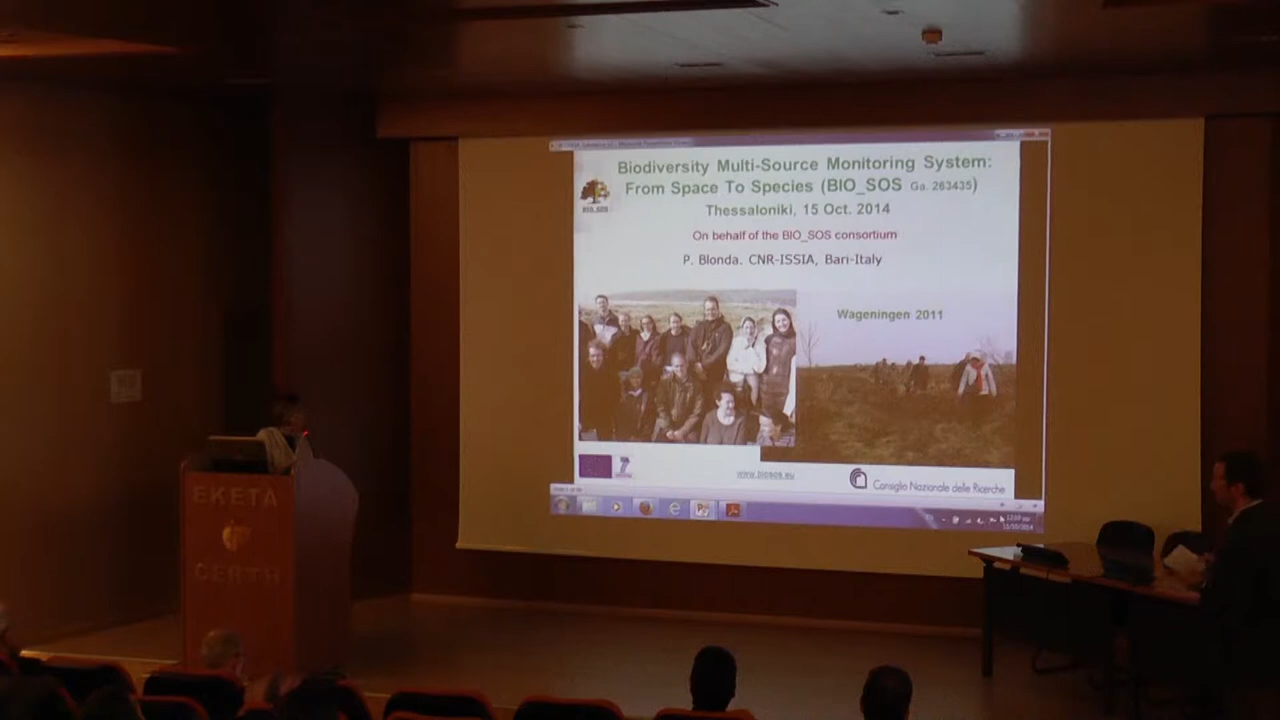 Biodiversity Multi-Source Monitoring System:
From Space To Species (BIO_SOS Ga. 263435)
Thessaloniki, 15 Oct. 2014
On behalf of the BIO_SOS consortium
P. Blonda. CNR-ISSIA, Bari-Italy
BIO_SOS
Wageningen 2011
www.biosos.eu
Consiglio Nazionale delle Ricerche
EKETA
CERTH